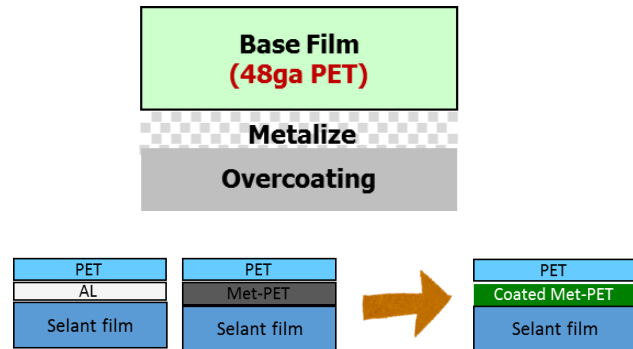 Base Film
(48ga PET)
Metalize
Overcoating
PET
AL
Selant film
PET
Met-PET
Selant film
PET
Coated Met-PET
Selant film